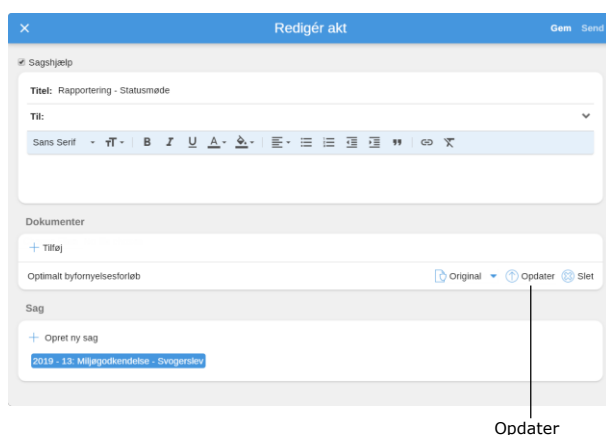 Redigér akt
Gem Send
Sagshjælp
Titel: Rapportering - Statusmøde
Til:
Sans Serif
Dokumenter
Tilføj
Optimalt byfornyelsesforløb
Original Opdater Slet
Sag
Opret ny sag
2019 - 13: Miljøgodkendelse - Svogerslev
Opdater